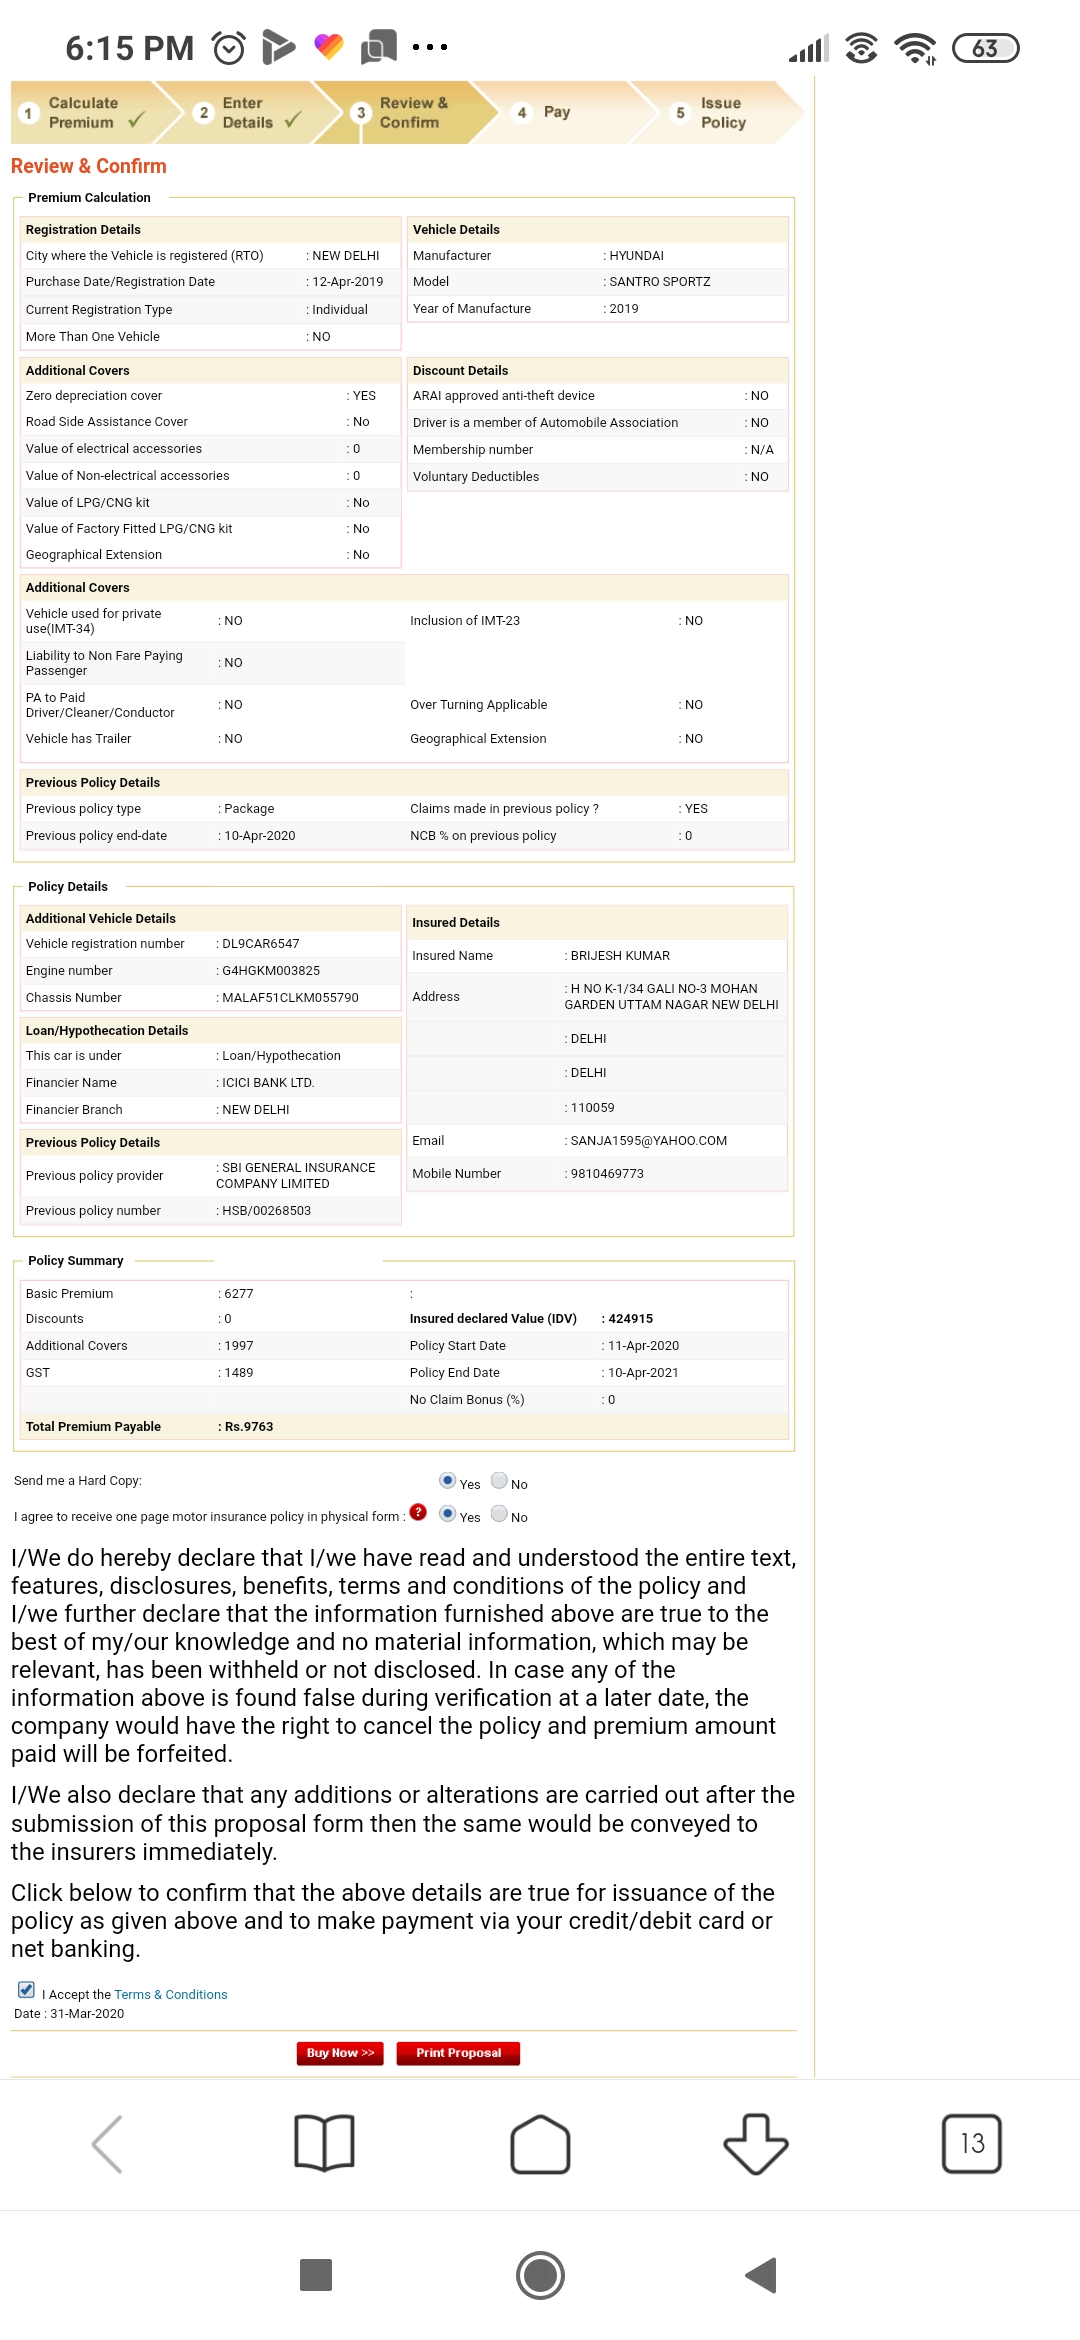 6:15 PM
63
1 Calculate Premium
2 Enter Details
3 Review & Confirm
4 Pay
5 Issue Policy
Review & Confirm
Premium Calculation
Registration Details
City where the Vehicle is registered (RTO) : NEW DELHI
Purchase Date/Registration Date : 12-Apr-2019
Current Registration Type : Individual
More Than One Vehicle : NO
Vehicle Details
Manufacturer : HYUNDAI
Model : SANTRO SPORTZ
Year of Manufacture : 2019
Additional Covers
Zero depreciation cover : YES
Road Side Assistance Cover : No
Value of electrical accessories : 0
Value of Non-electrical accessories : 0
Value of LPG/CNG kit : No
Value of Factory Fitted LPG/CNG kit : No
Geographical Extension : No
Discount Details
ARAI approved anti-theft device : NO
Driver is a member of Automobile Association : NO
Membership number : N/A
Voluntary Deductibles : NO
Additional Covers
Vehicle used for private
use(IMT-34) : NO
Inclusion of IMT-23 : NO
Liability to Non Fare Paying
Passenger : NO
PA to Paid
Driver/Cleaner/Conductor : NO
Over Turning Applicable : NO
Vehicle has Trailer : NO
Geographical Extension : NO
Previous Policy Details
Previous policy type : Package
Claims made in previous policy ? : YES
Previous policy end-date : 10-Apr-2020
NCB % on previous policy : 0
Policy Details
Additional Vehicle Details
Vehicle registration number : DL9CAR6547
Engine number : G4HGKM003825
Chassis Number : MALAF51CLKM055790
Loan/Hypothecation Details
This car is under : Loan/Hypothecation
Financier Name : ICICI BANK LTD.
Financier Branch : NEW DELHI
Previous Policy Details
Previous policy provider : SBI GENERAL INSURANCE
COMPANY LIMITED
Previous policy number : HSB/00268503
Insured Details
Insured Name : BRIJESH KUMAR
Address : H NO K-1/34 GALI NO-3 MOHAN
GARDEN UTTAM NAGAR NEW DELHI
: DELHI
: DELHI
: 110059
Email : SANJA1595@YAHOO.COM
Mobile Number : 9810469773
Policy Summary
Basic Premium : 6277 :
Discounts : 0 Insured declared Value (IDV) : 424915
Additional Covers : 1997 Policy Start Date : 11-Apr-2020
GST : 1489 Policy End Date : 10-Apr-2021
No Claim Bonus (%) : 0
Total Premium Payable : Rs.9763
Send me a Hard Copy: Yes No
I agree to receive one page motor insurance policy in physical form : ? Yes No
I/We do hereby declare that I/we have read and understood the entire text,
features, disclosures, benefits, terms and conditions of the policy and
I/we further declare that the information furnished above are true to the
best of my/our knowledge and no material information, which may be
relevant, has been withheld or not disclosed. In case any of the
information above is found false during verification at a later date, the
company would have the right to cancel the policy and premium amount
paid will be forfeited.
I/We also declare that any additions or alterations are carried out after the
submission of this proposal form then the same would be conveyed to
the insurers immediately.
Click below to confirm that the above details are true for issuance of the
policy as given above and to make payment via your credit/debit card or
net banking.
I Accept the Terms & Conditions
Date : 31-Mar-2020
Buy Now >> Print Proposal
13